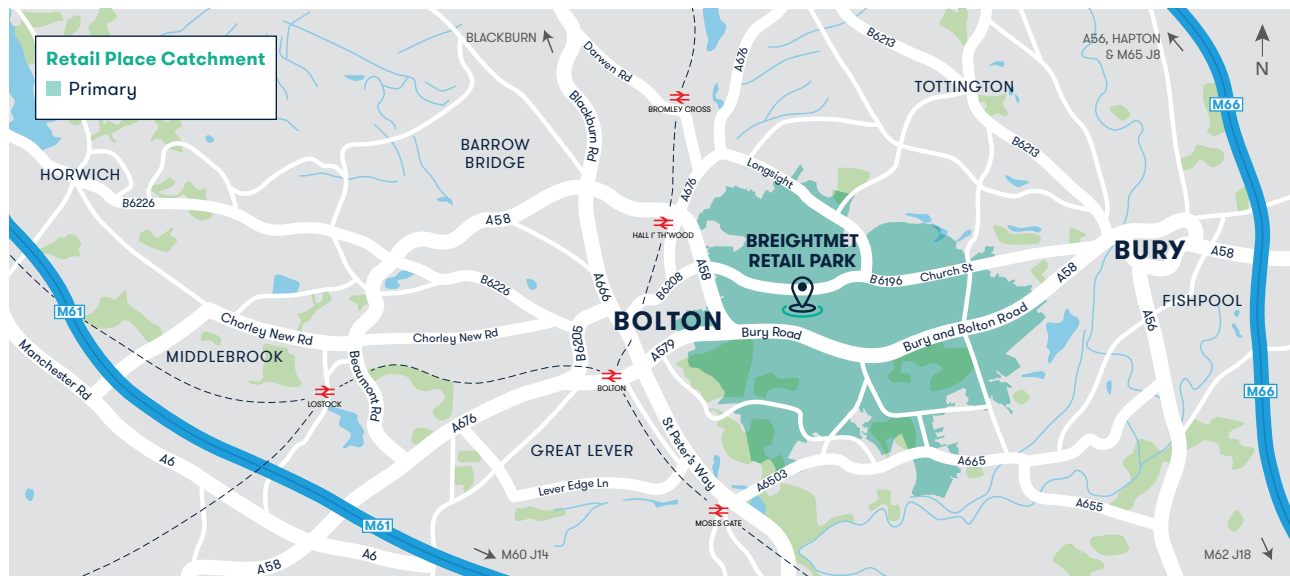 Retail Place Catchment
Primary
BLACKBURN
A56, HAPTON
& M65 J8
N
Darwen Rd
A676
B6213
TOTTINGTON
M66
BROMLEY CROSS
Blackburn Rd
BARROW
BRIDGE
B6213
HORWICH
B6226
Longsight
A676
A58
HALL I' TH'WOOD
BREIGHTMET
RETAIL PARK
BURY
A58
A58
A58
B6196
Church St
B6226
A666
B6208
FISHPOOL
M61
BOLTON
Chorley New Rd
Chorley New Rd
Bury Road
Bury and Bolton Road
A56
B6205
A579
MIDDLEBROOK
Manchester Rd
Beaumont Rd
BOLTON
LOSTOCK
M66
A676
St Peter's Way
GREAT LEVER
A6
A665
A6503
Lever Edge Ln
A655
MOSES GATE
M61
A6
M60 J14
M62 J18
A58